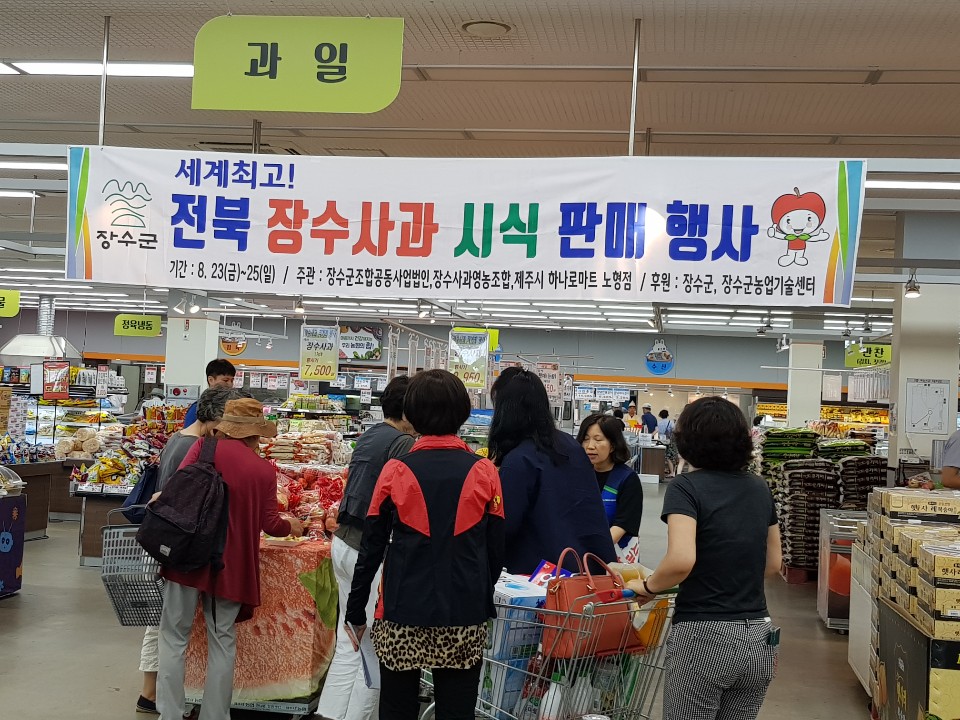 과일
세계최고!
장수군
전북 장수사과 시식 판매 행사
기간 : 8. 23(금)~25(일) / 주관 : 장수군조합공동사업법인,장수사과영농조합,제주시 하나로마트 노형점 / 후원 : 장수군, 장수군농업기술센터
정육냉동
장수사과
7,500
950
반찬